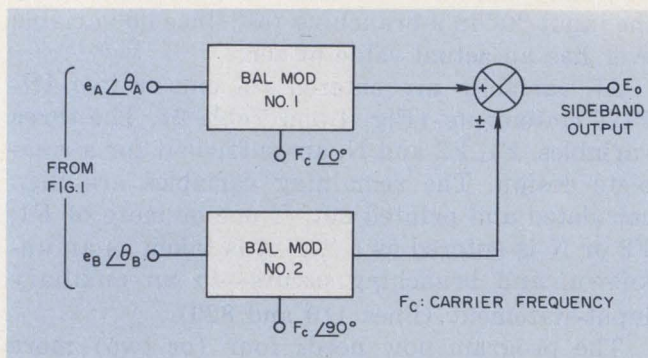 e_A ∠θ_A
BAL MOD
NO. 1
+
±
E_o
SIDEBAND
OUTPUT
F_c ∠0°
FROM
FIG.1
e_B ∠θ_B
BAL MOD
NO. 2
F_c ∠90°
F_C: CARRIER FREQUENCY